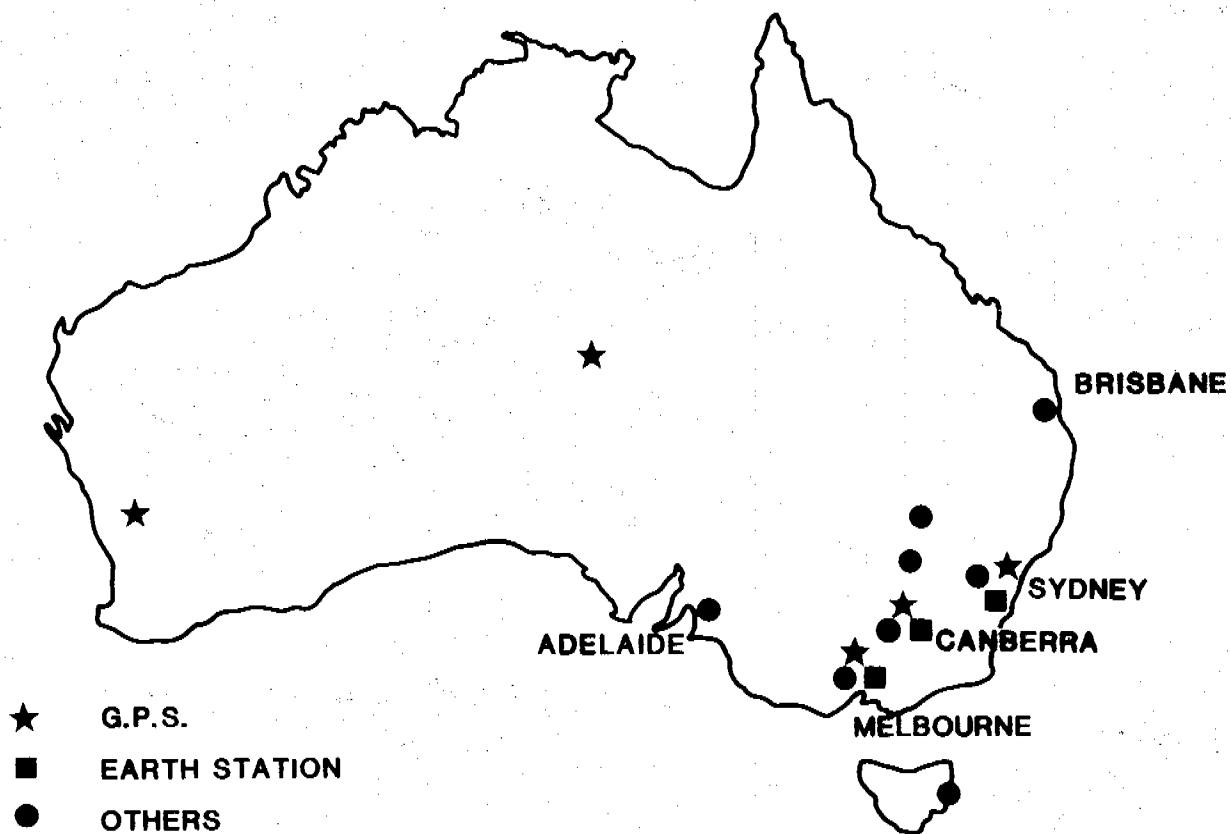 BRISBANE
SYDNEY
ADELAIDE
CANBERRA
MELBOURNE
G.P.S.
EARTH STATION
OTHERS